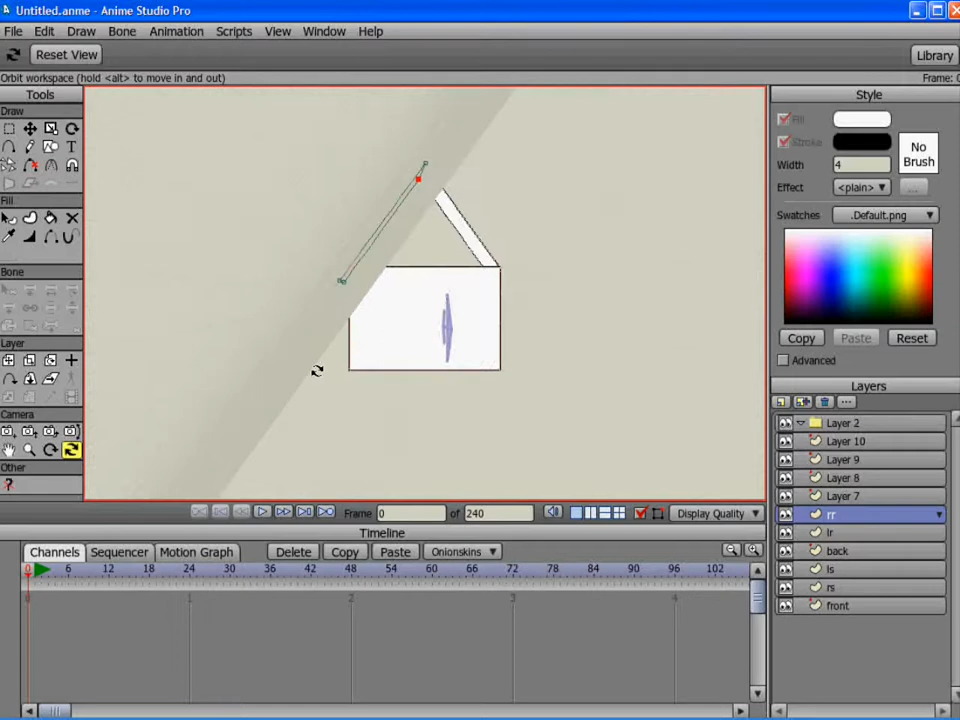 Untitled.anme - Anime Studio Pro
File Edit Draw Bone Animation Scripts View Window Help
Reset View Library
Orbit workspace (hold <alt> to move in and out) Frame:
Tools Style
Draw
T
Fill
Stroke
No
Brush
Width 4
Effect <plain> ...
Fill
Swatches .Default.png
Bone
Copy Paste Reset
Advanced
Layer
Layers
Layer 2
Layer 10
Layer 9
Layer 8
Layer 7
rr
lr
back
ls
rs
front
Camera
Other
?
Frame 0 of 240 Display Quality
Timeline
Channels Sequencer Motion Graph Delete Copy Paste Onionskins
0 6 12 18 24 30 36 42 48 54 60 66 72 78 84 90 96 102
0 1 2 3 4